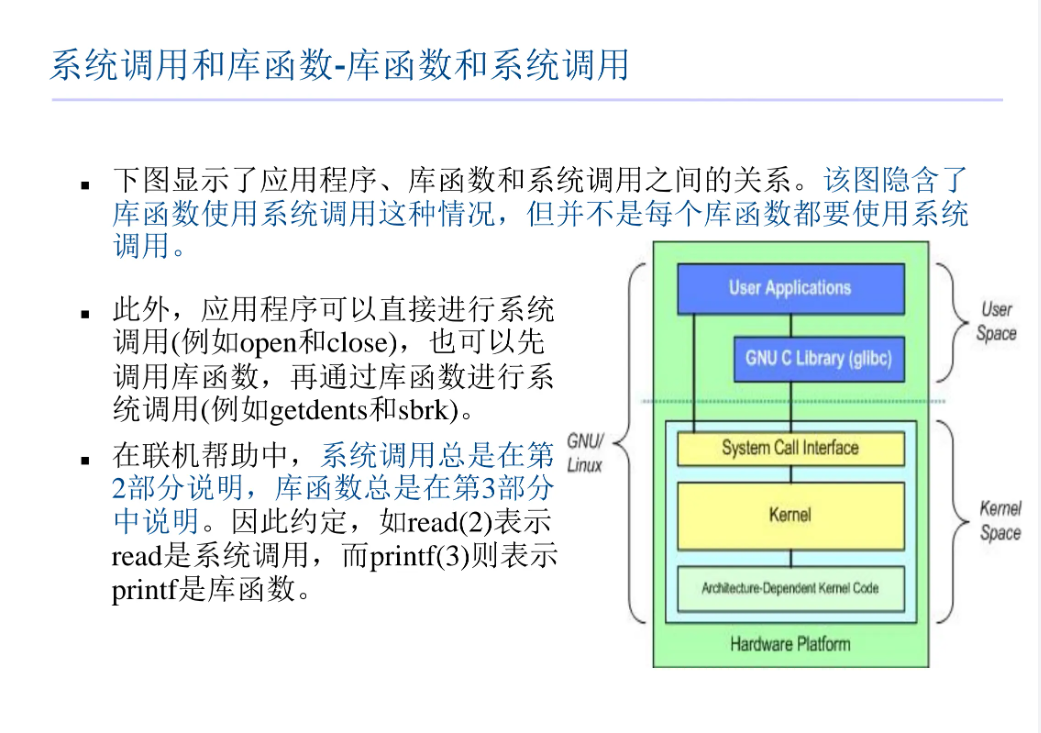 系统调用和库函数-库函数和系统调用
▪ 下图显示了应用程序、库函数和系统调用之间的关系。该图隐含了
库函数使用系统调用这种情况，但并不是每个库函数都要使用系统
调用。
▪ 此外，应用程序可以直接进行系统
调用(例如open和close)，也可以先
调用库函数，再通过库函数进行系
统调用(例如getdents和sbrk)。
▪ 在联机帮助中，系统调用总是在第
2部分说明，库函数总是在第3部分
中说明。因此约定，如read(2)表示
read是系统调用，而printf(3)则表示
printf是库函数。
User Applications
GNU C Library (glibc)
User
Space
GNU/
Linux
System Call Interface
Kernel
Architecture-Dependent Kernel Code
Kernel
Space
Hardware Platform